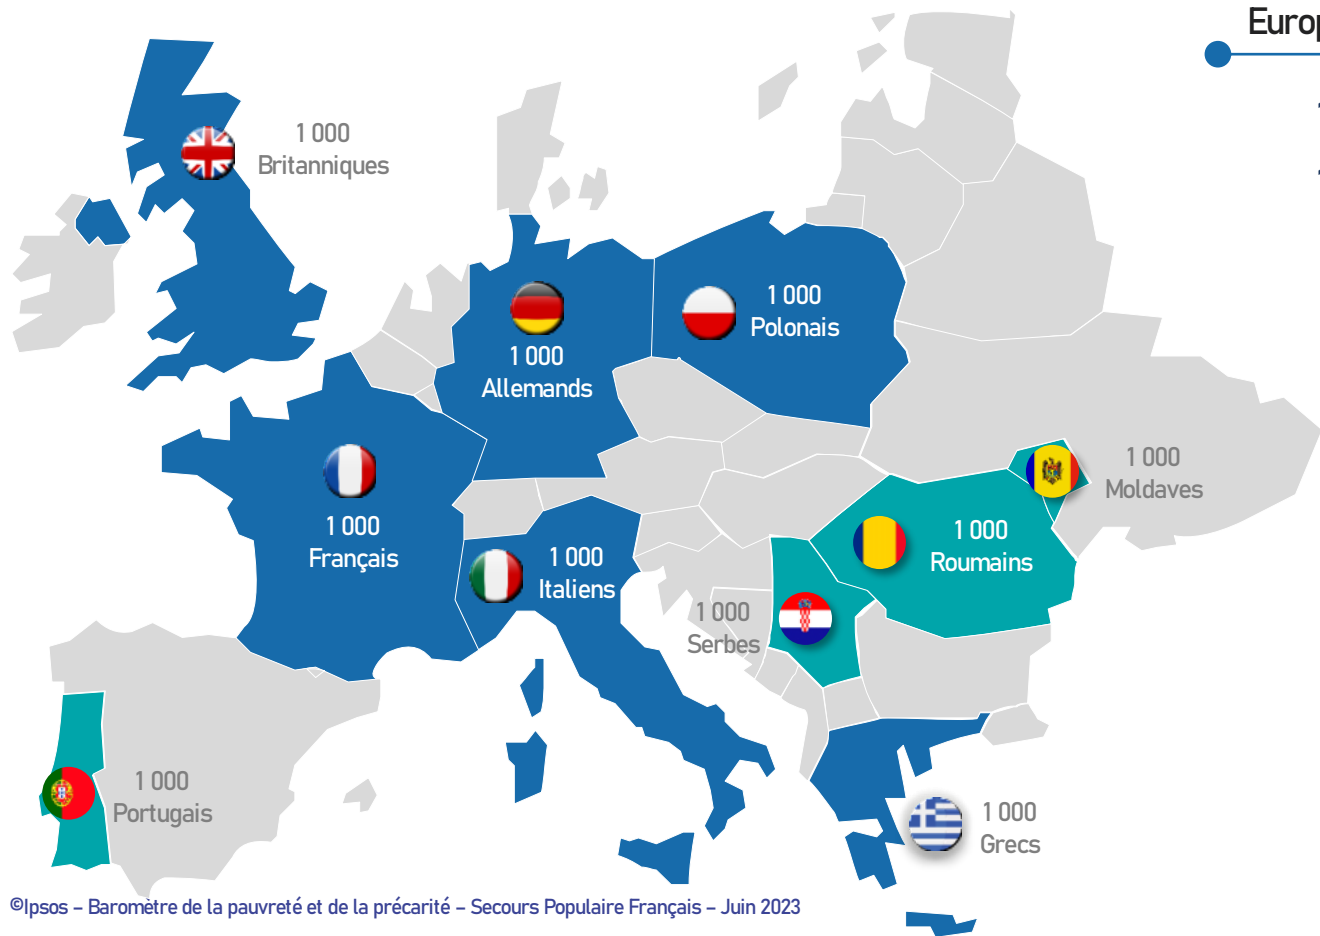 Europ
1 000
Britanniques
1 000
Polonais
1 000
Allemands
1 000
Moldaves
1 000
Français
1 000
Roumains
1 000
Italiens
1 000
Serbes
1 000
Portugais
1 000
Grecs
©Ipsos – Baromètre de la pauvreté et de la précarité – Secours Populaire Français – Juin 2023